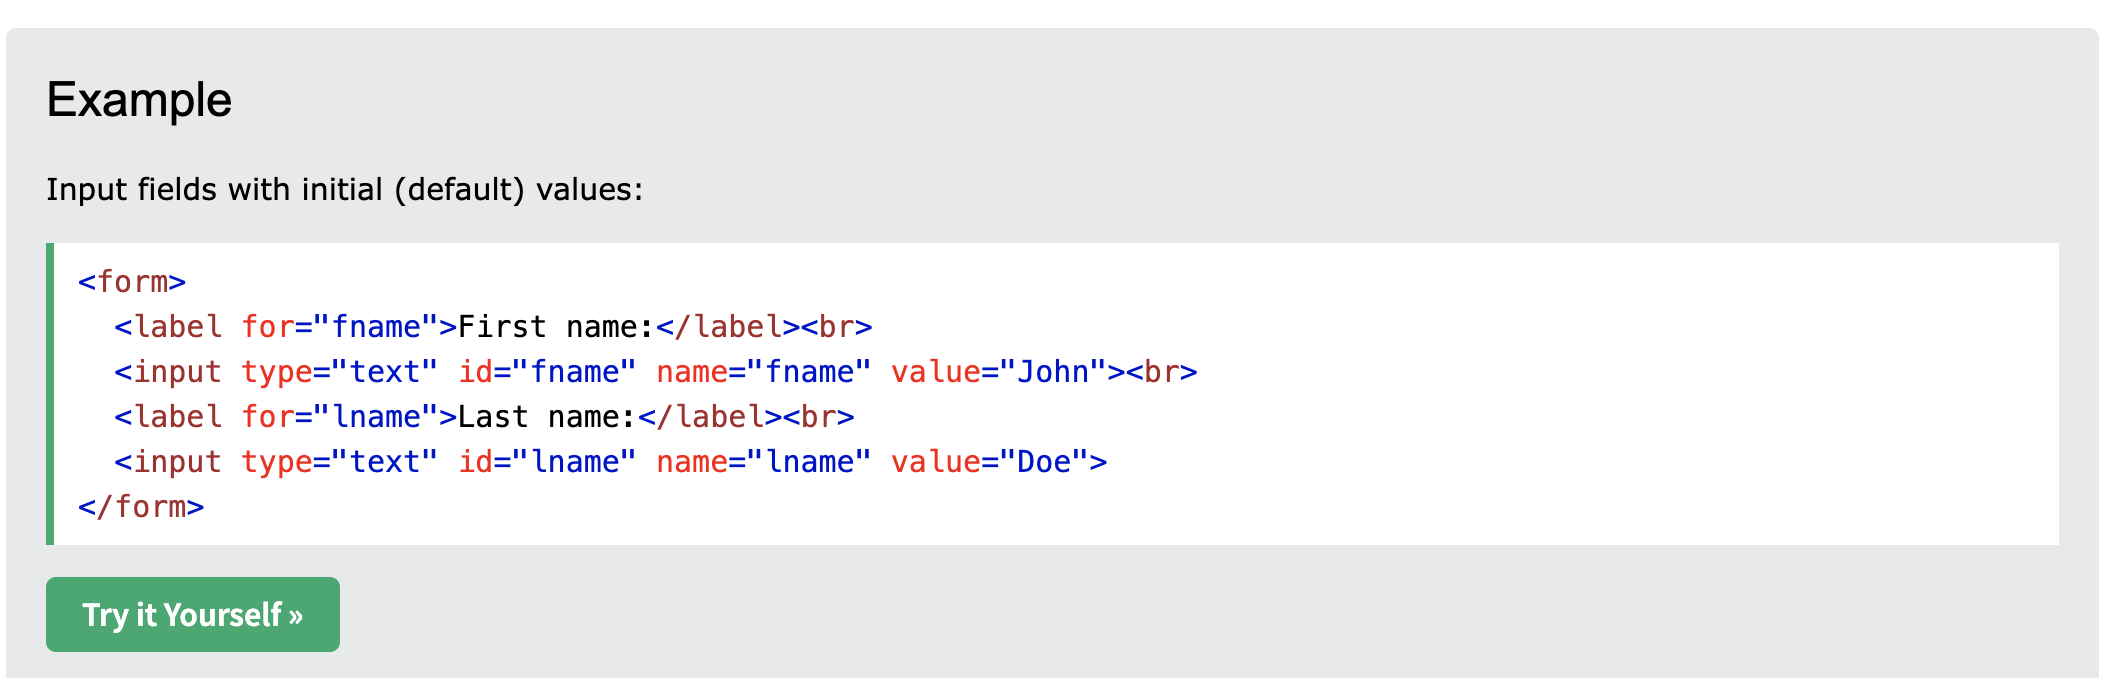 Example
Input fields with initial (default) values:
<form>
  <label for="fname">First name:</label><br>
  <input type="text" id="fname" name="fname" value="John"><br>
  <label for="lname">Last name:</label><br>
  <input type="text" id="lname" name="lname" value="Doe">
</form>
Try it Yourself »